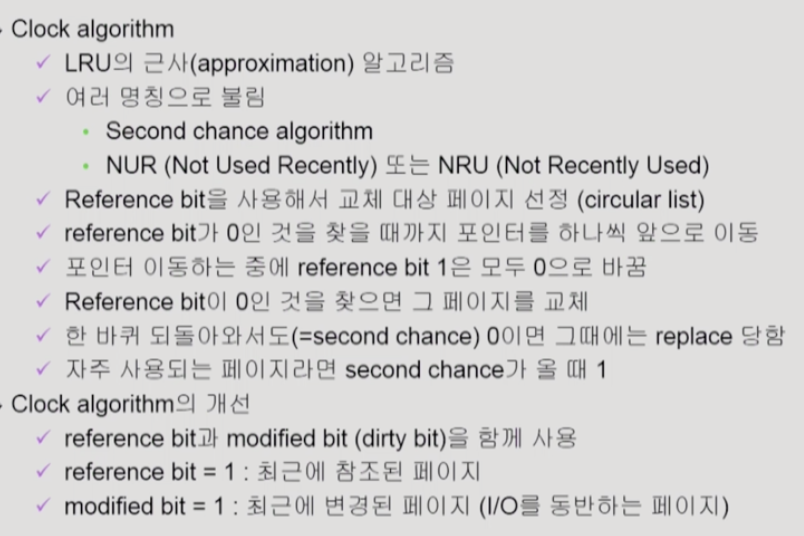 Clock algorithm
✓ LRU의 근사(approximation) 알고리즘
✓ 여러 명칭으로 불림
• Second chance algorithm
• NUR (Not Used Recently) 또는 NRU (Not Recently Used)
✓ Reference bit을 사용해서 교체 대상 페이지 선정 (circular list)
✓ reference bit가 0인 것을 찾을 때까지 포인터를 하나씩 앞으로 이동
✓ 포인터 이동하는 중에 reference bit 1은 모두 0으로 바꿈
✓ Reference bit이 0인 것을 찾으면 그 페이지를 교체
✓ 한 바퀴 되돌아와서도(=second chance) 0이면 그때에는 replace 당함
✓ 자주 사용되는 페이지라면 second chance가 올 때 1
Clock algorithm의 개선
✓ reference bit과 modified bit (dirty bit)을 함께 사용
✓ reference bit = 1 : 최근에 참조된 페이지
✓ modified bit = 1 : 최근에 변경된 페이지 (I/O를 동반하는 페이지)